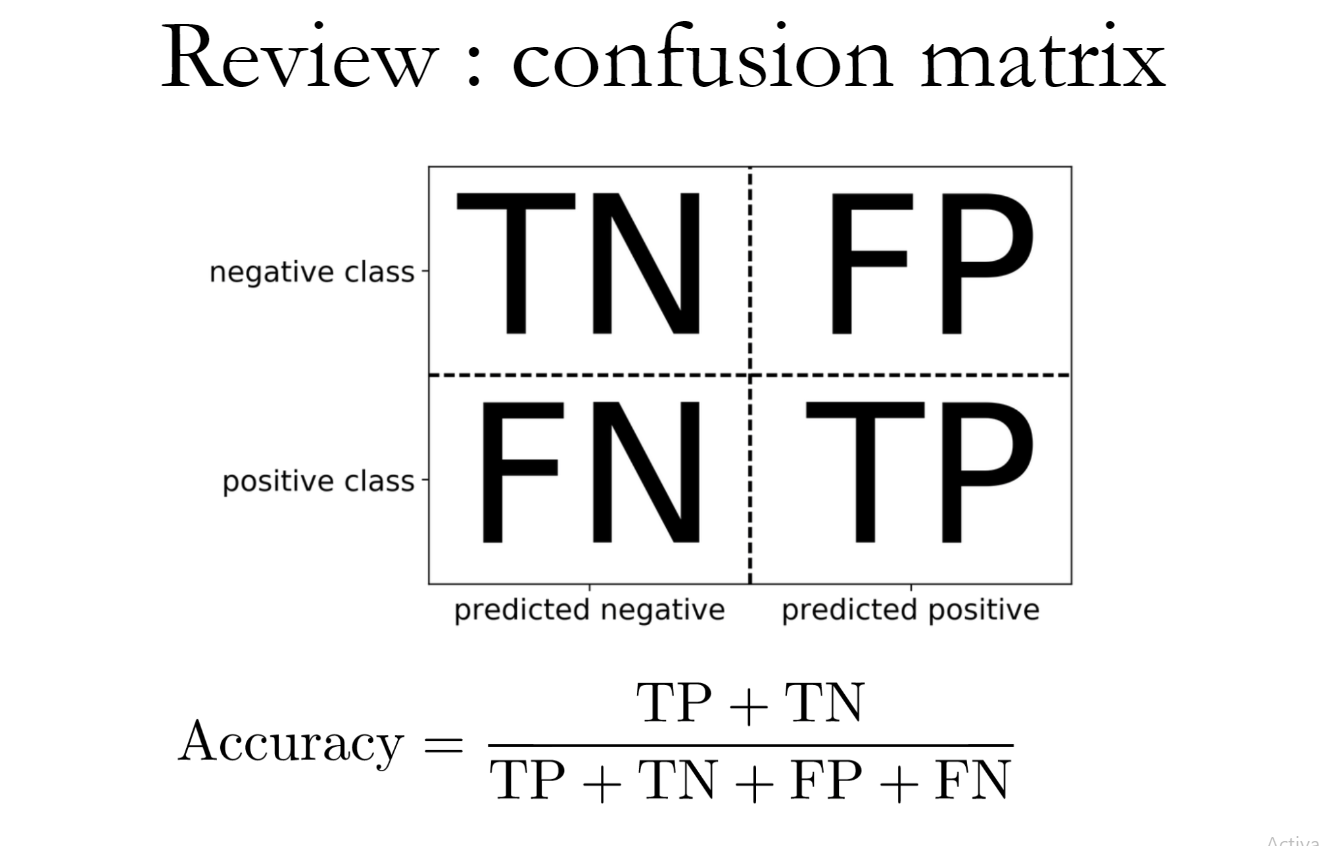 Review : confusion matrix
TN FP
negative class
FN TP
positive class
predicted negative predicted positive
Accuracy = TP + TN
TP + TN + FP + FN
Activa